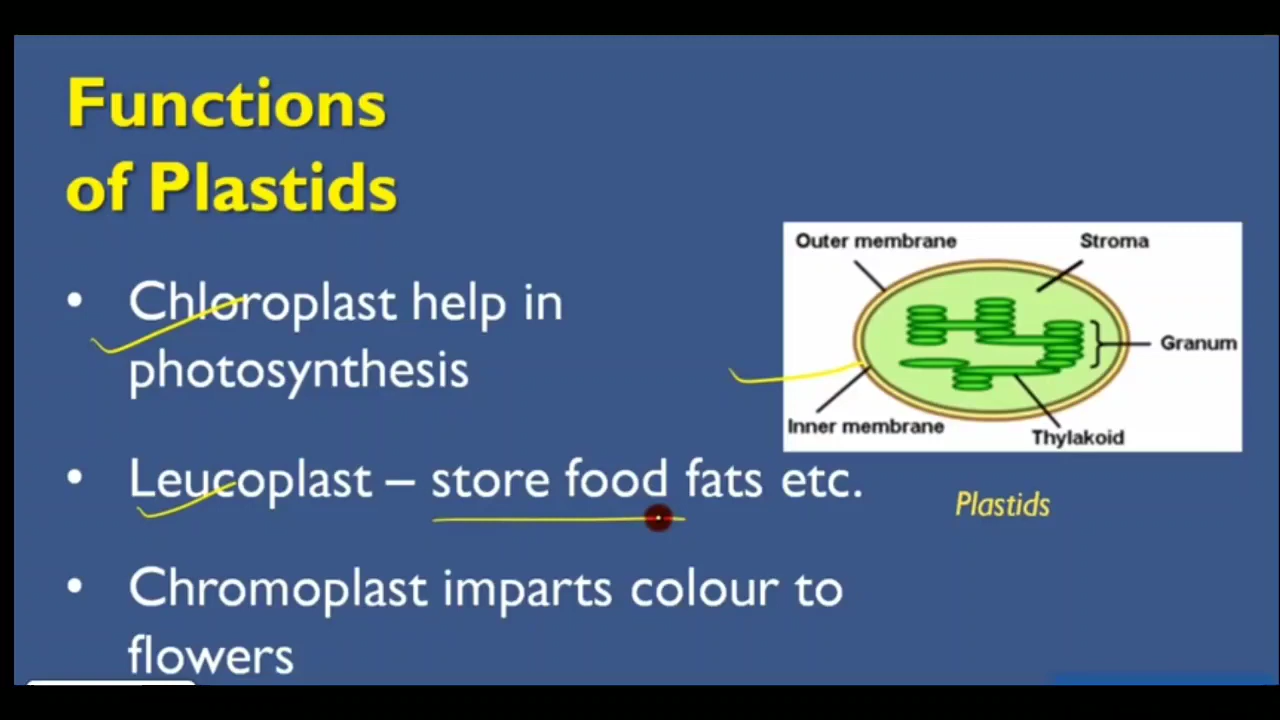 Functions
of Plastids
• Chloroplast help in
photosynthesis
• Leucoplast – store food fats etc.
• Chromoplast imparts colour to
flowers
Outer membrane
Stroma
Granum
Inner membrane
Thylakoid
Plastids